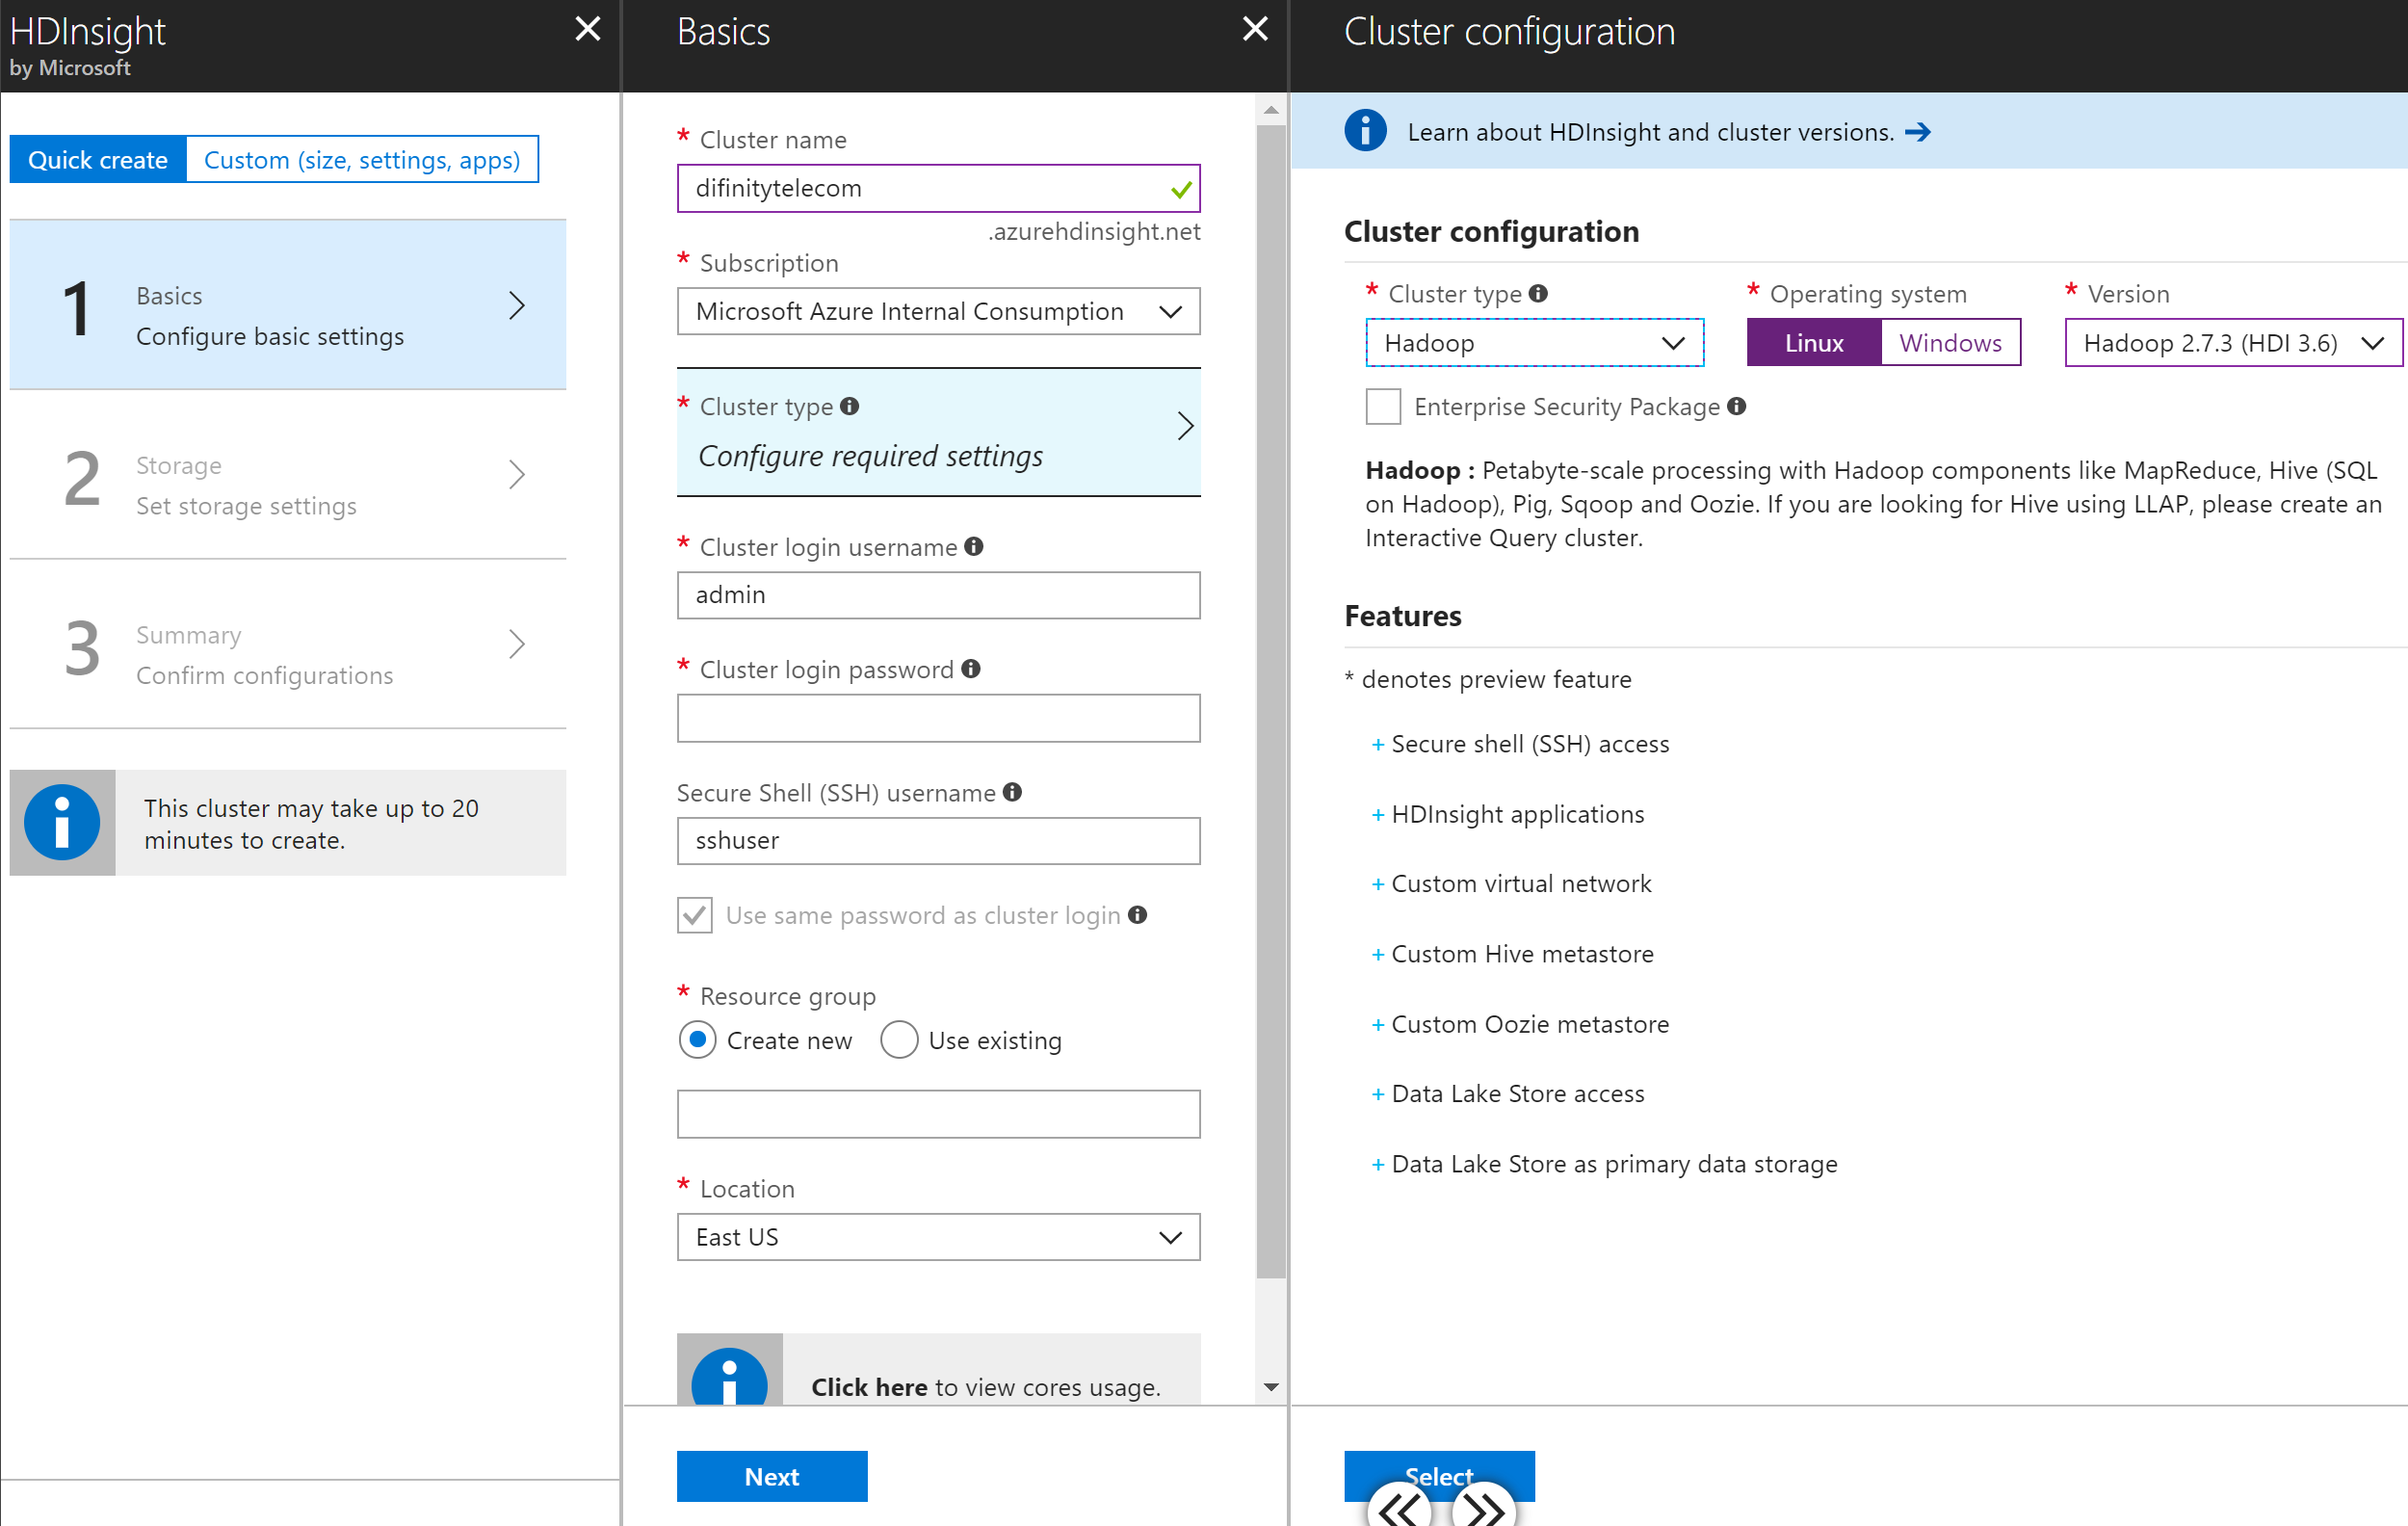 HDInsight
by Microsoft
Quick create
Custom (size, settings, apps)
1
Basics
Configure basic settings
2
Storage
Set storage settings
3
Summary
Confirm configurations
This cluster may take up to 20
minutes to create.
Basics
* Cluster name
difinitytelecom
.azurehdinsight.net
* Subscription
Microsoft Azure Internal Consumption
* Cluster type
Configure required settings
* Cluster login username
admin
* Cluster login password
Secure Shell (SSH) username
sshuser
Use same password as cluster login
* Resource group
Create new
Use existing
* Location
East US
Click here to view cores usage.
Next
Cluster configuration
Learn about HDInsight and cluster versions.
Cluster configuration
* Cluster type
Hadoop
* Operating system
Linux
Windows
* Version
Hadoop 2.7.3 (HDI 3.6)
Enterprise Security Package
Hadoop : Petabyte-scale processing with Hadoop components like MapReduce, Hive (SQL
on Hadoop), Pig, Sqoop and Oozie. If you are looking for Hive using LLAP, please create an
Interactive Query cluster.
Features
* denotes preview feature
+ Secure shell (SSH) access
+ HDInsight applications
+ Custom virtual network
+ Custom Hive metastore
+ Custom Oozie metastore
+ Data Lake Store access
+ Data Lake Store as primary data storage
Select